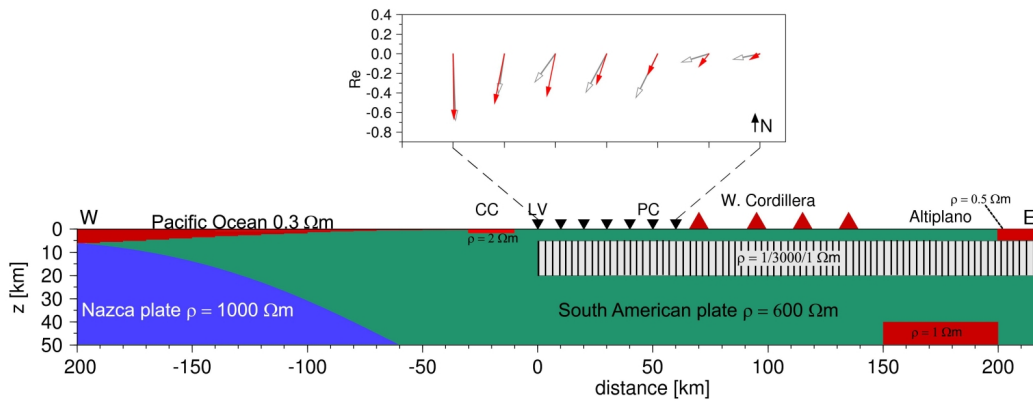 0.4
0.2
0.0
-0.2
-0.4
-0.6
-0.8
Re
N
W
Pacific Ocean 0.3 Ωm
CC
LV
PC
W. Cordillera
Altiplano
ρ = 0.5 Ωm
E
ρ = 2 Ωm
ρ = 1/3000/1 Ωm
Nazca plate ρ = 1000 Ωm
South American plate ρ = 600 Ωm
ρ = 1 Ωm
0
10
20
30
40
50
z [km]
200 -150 -100 -50 0 50 100 150 200
distance [km]